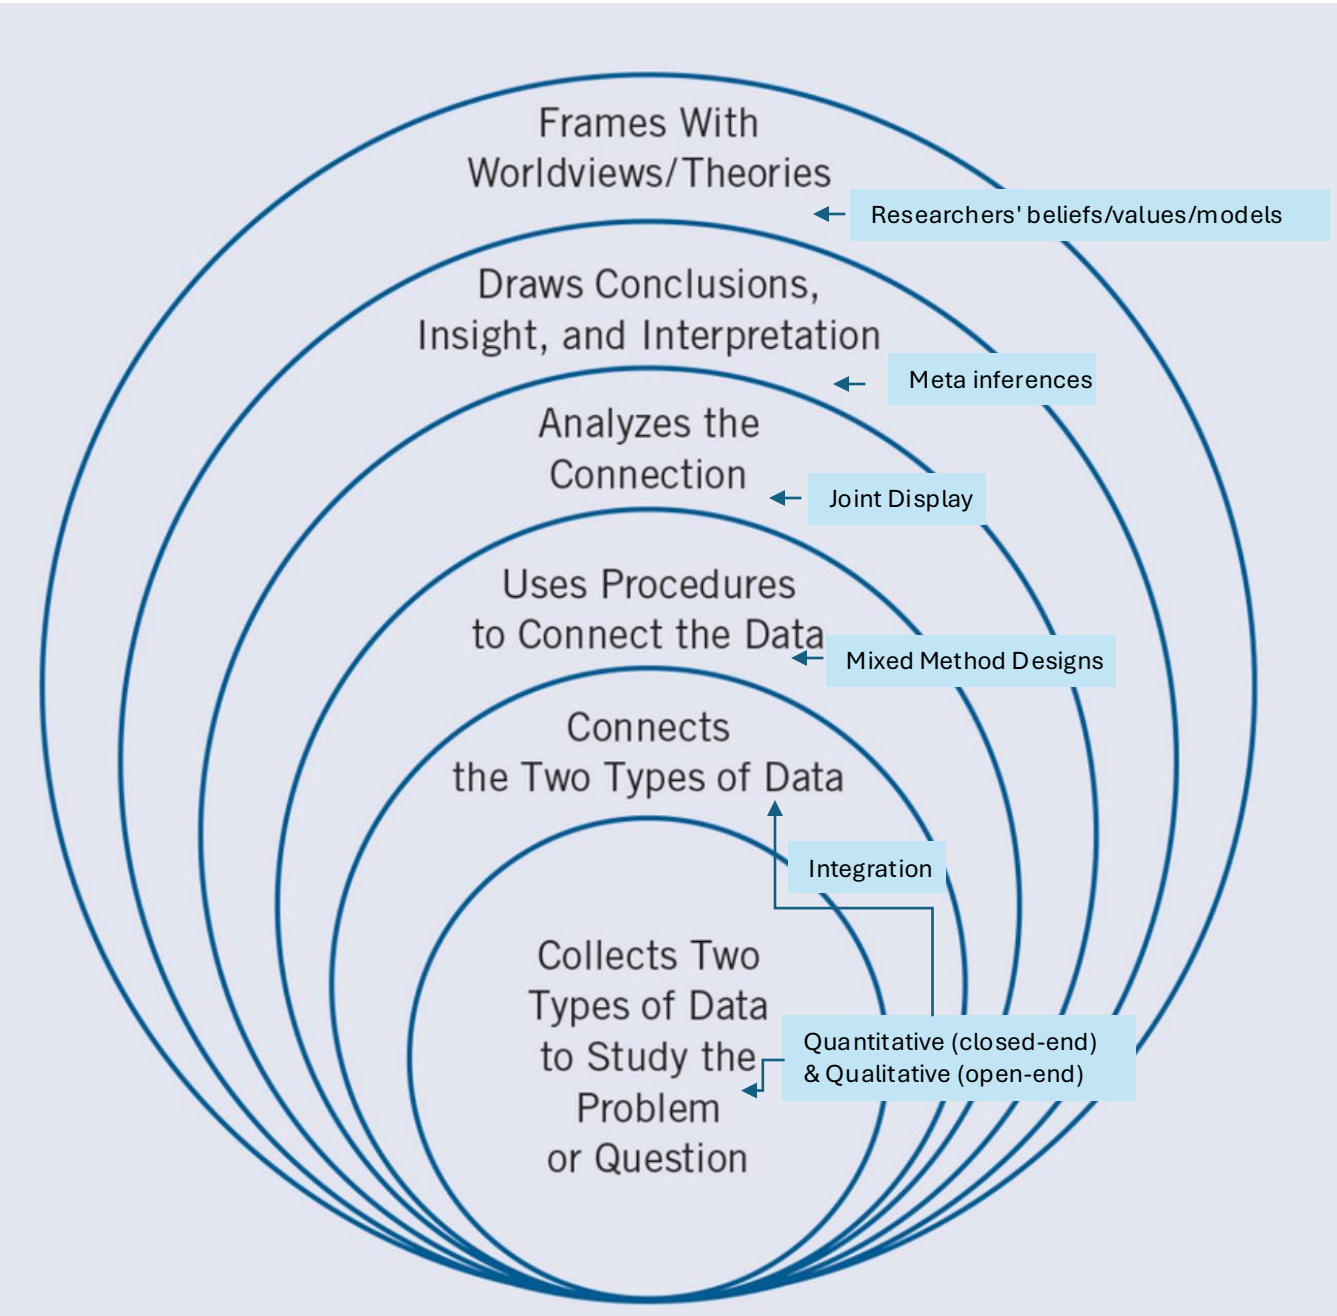 Frames With
Worldviews/Theories
Researchers' beliefs/values/models
Draws Conclusions,
Insight, and Interpretation
Meta inferences
Analyzes the
Connection
Joint Display
Uses Procedures
to Connect the Data
Mixed Method Designs
Connects
the Two Types of Data
Integration
Collects Two
Types of Data
to Study the
Problem
or Question
Quantitative (closed-end)
& Qualitative (open-end)